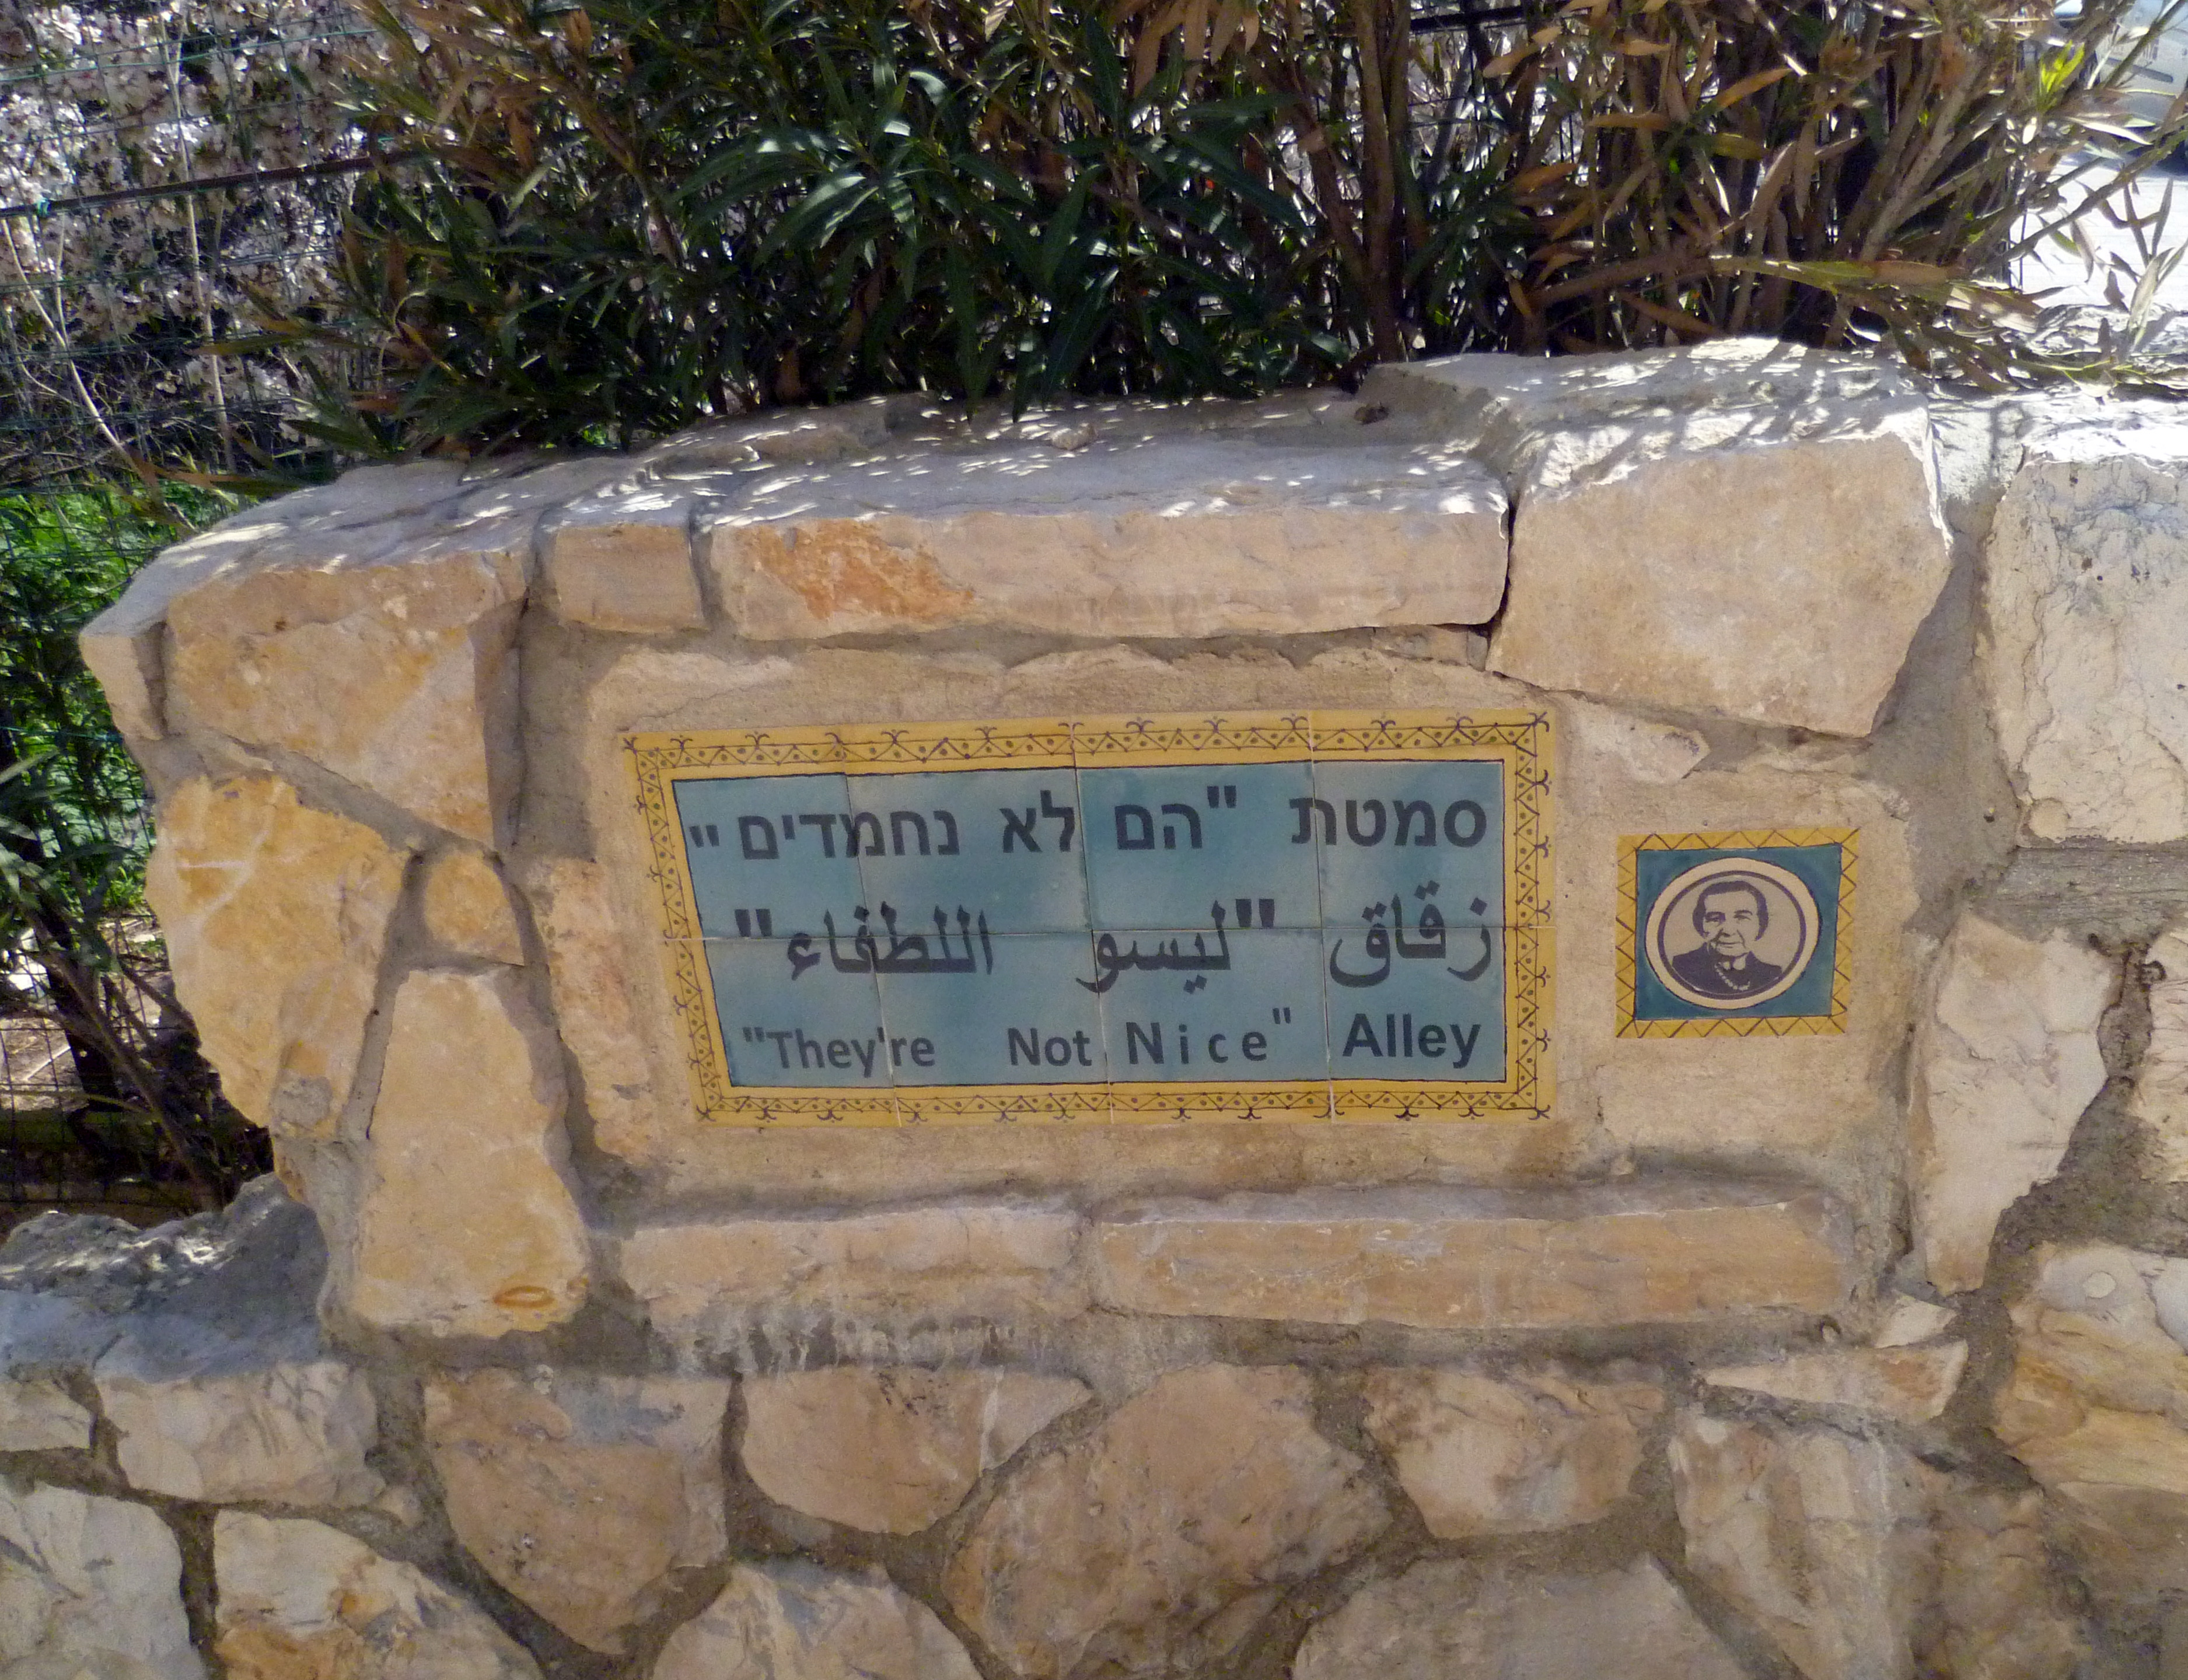 סמטת "הם לא נחמדים"
زقاق "ليسو اللطفاء"
"They're Not Nice" Alley